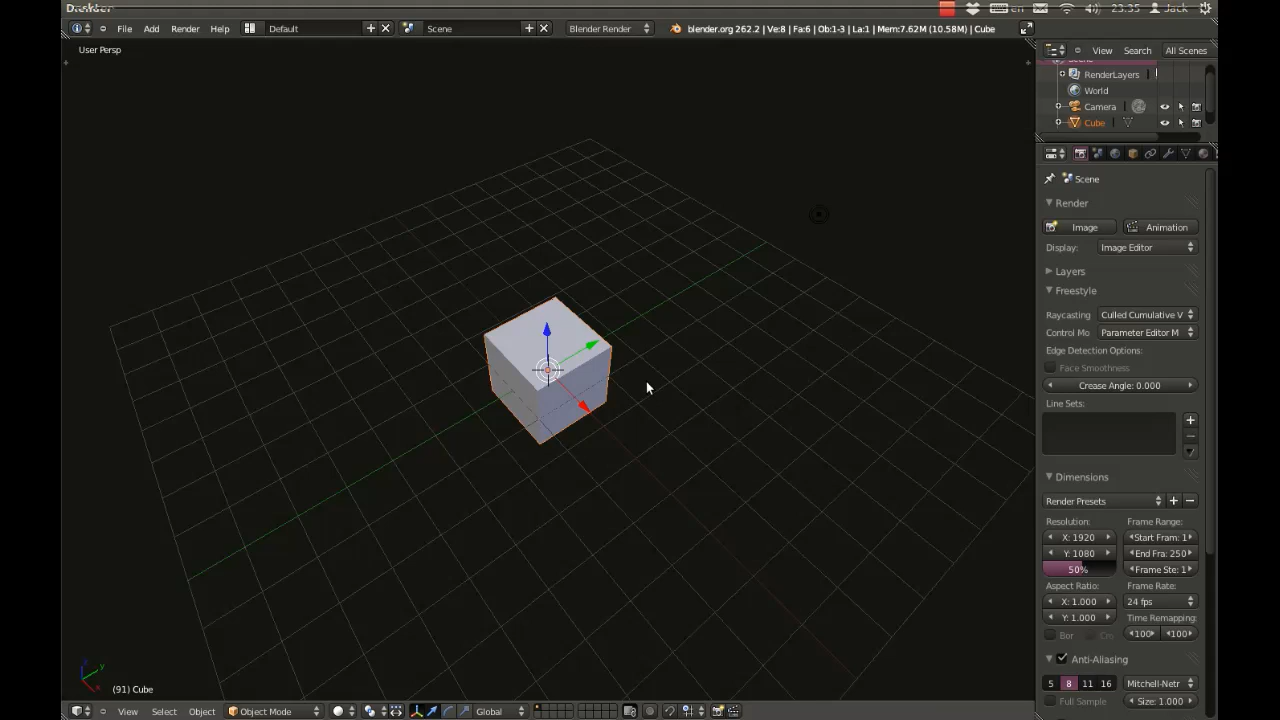 en 23:35 Jack
File Add Render Help Default Scene Blender Render blender.org 262.2 | Ve:8 | Fa:6 | Ob:1-3 | La:1 | Mem:7.62M (10.58M) | Cube
User Persp
View Search All Scenes
RenderLayers
World
Camera
Cube
Scene
Render
Image Animation
Display: Image Editor
Layers
Freestyle
Raycasting Culled Cumulative V
Control Mo Parameter Editor M
Edge Detection Options:
Face Smoothness
Crease Angle: 0.000
Line Sets:
Dimensions
Render Presets
Resolution: Frame Range:
X: 1920 Start Fram: 1
Y: 1080 End Fra: 250
50% Frame Ste: 1
Aspect Ratio: Frame Rate:
X: 1.000 24 fps
Y: 1.000 Time Remapping:
Bor Cro 100 100
Anti-Aliasing
5 8 11 16 Mitchell-Netr
Full Sample Size: 1.000
z y x
(91) Cube
View Select Object Object Mode Global